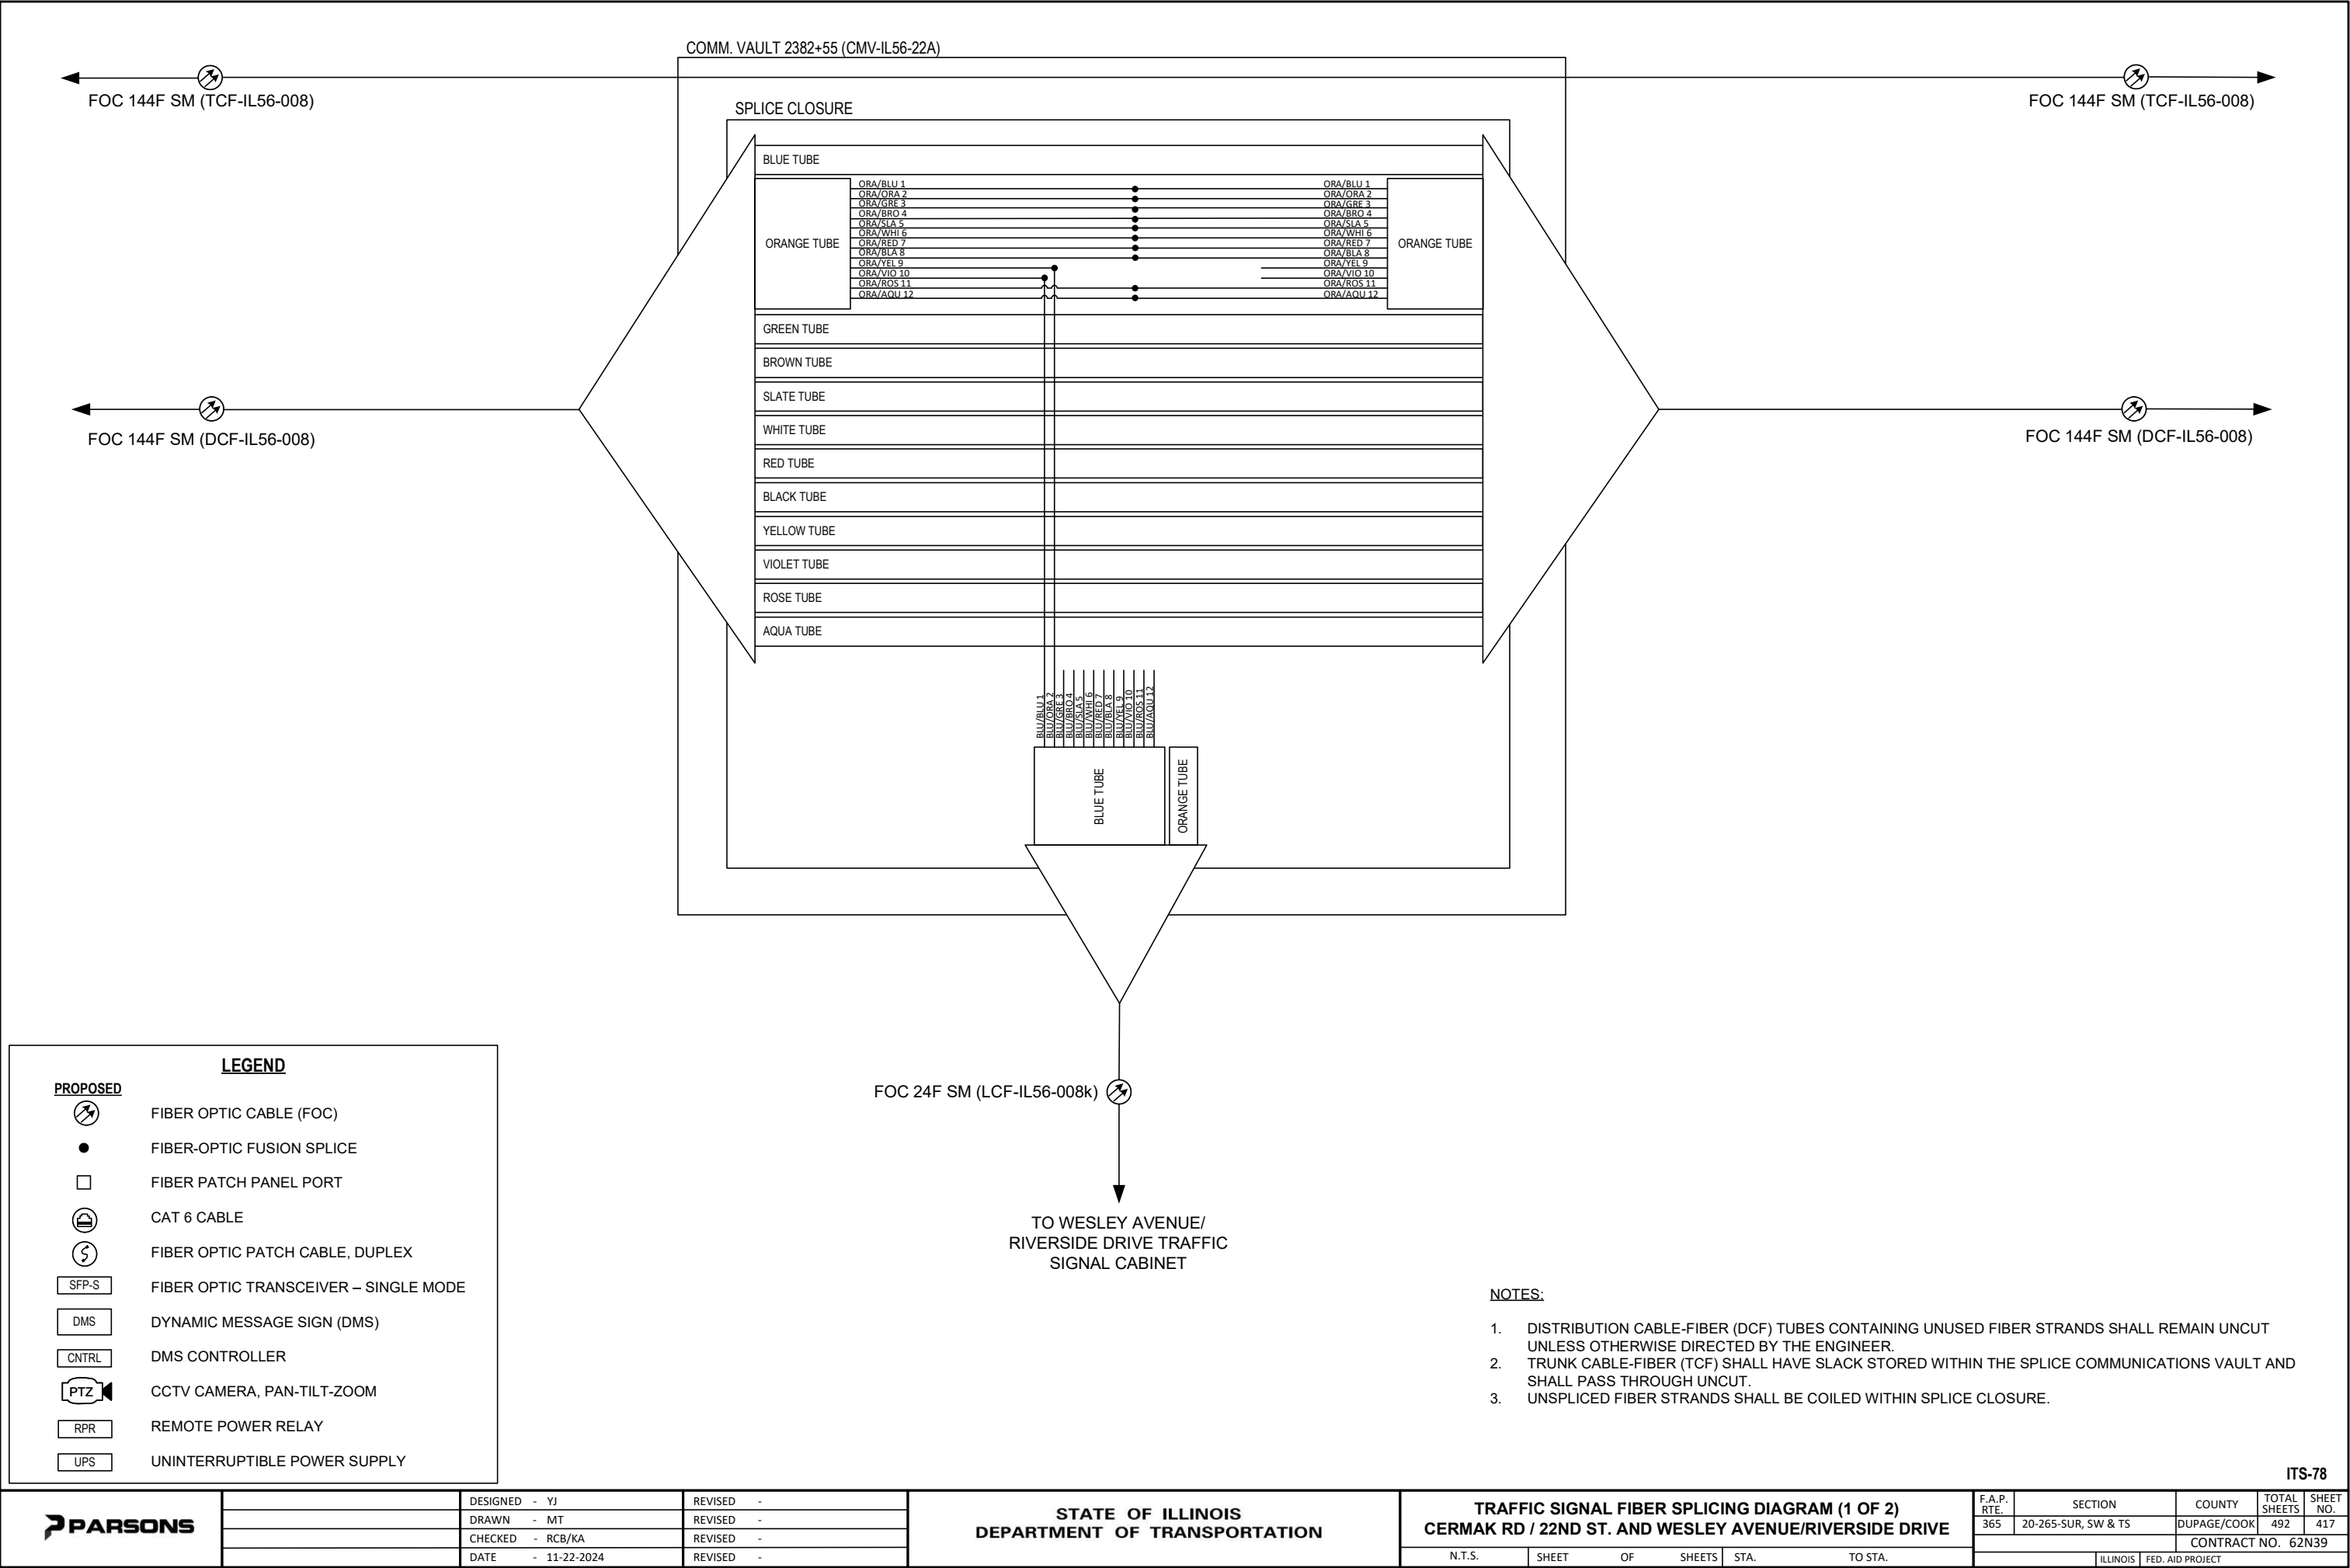 COMM. VAULT 2382+55 (CMV-IL56-22A)
FOC 144F SM (TCF-IL56-008)
FOC 144F SM (TCF-IL56-008)
SPLICE CLOSURE
BLUE TUBE
ORANGE TUBE
ORA/BLU 1
ORA/ORA 2
ORA/GRE 3
ORA/BRO 4
ORA/SLA 5
ORA/WHI 6
ORA/RED 7
ORA/BLA 8
ORA/YEL 9
ORA/VIO 10
ORA/ROS 11
ORA/AQU 12
ORA/BLU 1
ORA/ORA 2
ORA/GRE 3
ORA/BRO 4
ORA/SLA 5
ORA/WHI 6
ORA/RED 7
ORA/BLA 8
ORA/YEL 9
ORA/VIO 10
ORA/ROS 11
ORA/AQU 12
ORANGE TUBE
GREEN TUBE
BROWN TUBE
SLATE TUBE
WHITE TUBE
RED TUBE
BLACK TUBE
YELLOW TUBE
VIOLET TUBE
ROSE TUBE
AQUA TUBE
FOC 144F SM (DCF-IL56-008)
FOC 144F SM (DCF-IL56-008)
BLU/BLU 1
BLU/ORA 2
BLU/GRE 3
BLU/BRO 4
BLU/SLA 5
BLU/WHI 6
BLU/RED 7
BLU/BLA 8
BLU/YEL 9
BLU/VIO 10
BLU/ROS 11
BLU/AQU 12
BLUE TUBE
ORANGE TUBE
FOC 24F SM (LCF-IL56-008k)
TO WESLEY AVENUE/
RIVERSIDE DRIVE TRAFFIC
SIGNAL CABINET
LEGEND
PROPOSED
FIBER OPTIC CABLE (FOC)
FIBER-OPTIC FUSION SPLICE
FIBER PATCH PANEL PORT
CAT 6 CABLE
FIBER OPTIC PATCH CABLE, DUPLEX
SFP-S FIBER OPTIC TRANSCEIVER – SINGLE MODE
DMS DYNAMIC MESSAGE SIGN (DMS)
CNTRL DMS CONTROLLER
PTZ CCTV CAMERA, PAN-TILT-ZOOM
RPR REMOTE POWER RELAY
UPS UNINTERRUPTIBLE POWER SUPPLY
NOTES:
1. DISTRIBUTION CABLE-FIBER (DCF) TUBES CONTAINING UNUSED FIBER STRANDS SHALL REMAIN UNCUT
UNLESS OTHERWISE DIRECTED BY THE ENGINEER.
2. TRUNK CABLE-FIBER (TCF) SHALL HAVE SLACK STORED WITHIN THE SPLICE COMMUNICATIONS VAULT AND
SHALL PASS THROUGH UNCUT.
3. UNSPLICED FIBER STRANDS SHALL BE COILED WITHIN SPLICE CLOSURE.
ITS-78
PARSONS
DESIGNED - YJ
DRAWN - MT
CHECKED - RCB/KA
DATE - 11-22-2024
REVISED -
REVISED -
REVISED -
REVISED -
STATE OF ILLINOIS
DEPARTMENT OF TRANSPORTATION
TRAFFIC SIGNAL FIBER SPLICING DIAGRAM (1 OF 2)
CERMAK RD / 22ND ST. AND WESLEY AVENUE/RIVERSIDE DRIVE
N.T.S. SHEET OF SHEETS STA. TO STA.
F.A.P. RTE.
365
SECTION
20-265-SUR, SW & TS
COUNTY
DUPAGE/COOK
TOTAL SHEETS
492
SHEET NO.
417
CONTRACT NO. 62N39
ILLINOIS FED. AID PROJECT